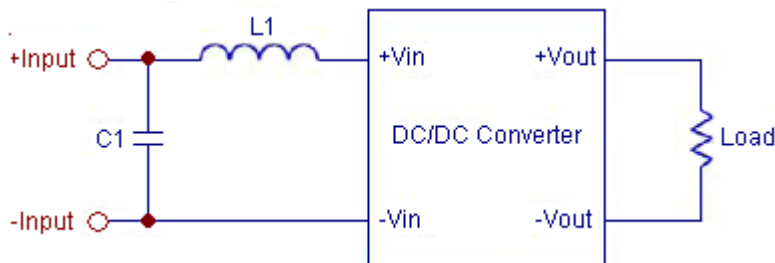 L1
+Input
+Vin
+Vout
C1
DC/DC Converter
Load
-Input
-Vin
-Vout